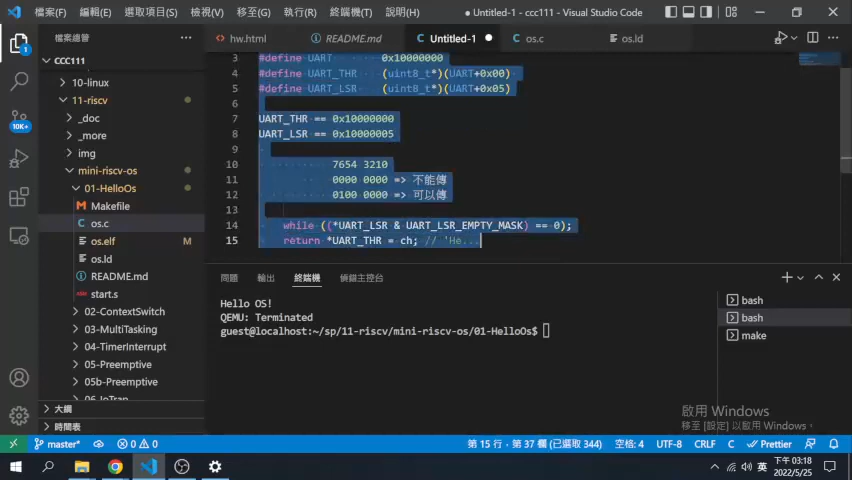 檔案(F) 編輯(E) 選取項目(S) 檢視(V) 移至(G) 執行(R) 終端機(T) 說明(H)
Untitled-1 - ccc111 - Visual Studio Code
檔案總管
hw.html
README.md
Untitled-1
os.c
os.ld
CCC111
10-linux
11-riscv
_doc
_more
img
mini-riscv-os
01-HelloOs
Makefile
os.c
os.elf M
os.ld
README.md
start.s
02-ContextSwitch
03-MultiTasking
04-TimerInterrupt
05-Preemptive
05b-Preemptive
06-IoTrap
大綱
時間表
1
10K+
3 #define UART 0x10000000
4 #define UART_THR (uint8_t*)(UART+0x00)
5 #define UART_LSR (uint8_t*)(UART+0x05)
6
7 UART_THR == 0x10000000
8 UART_LSR == 0x10000005
9
10 7654 3210
11 0000 0000 => 不能傳
12 0100 0000 => 可以傳
13
14 while ((*UART_LSR & UART_LSR_EMPTY_MASK) == 0);
15 return *UART_THR = ch; // 'He...
問題 輸出 終端機 偵錯主控台
Hello OS!
QEMU: Terminated
guest@localhost:~/sp/11-riscv/mini-riscv-os/01-HelloOs$
bash
bash
make
啟用 Windows
移至 [設定] 以啟用 Windows。
master* 0 0 第 15 行，第 37 欄 (已選取 344) 空格: 4 UTF-8 CRLF C Prettier
英
下午 03:18
2022/5/25